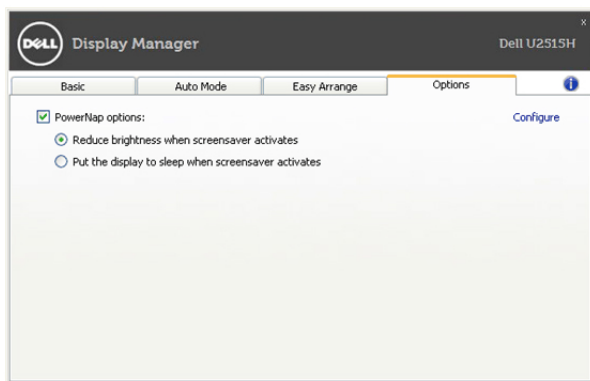 x
DELL Display Manager Dell U2515H
Basic Auto Mode Easy Arrange Options i
PowerNap options: Configure
Reduce brightness when screensaver activates
Put the display to sleep when screensaver activates